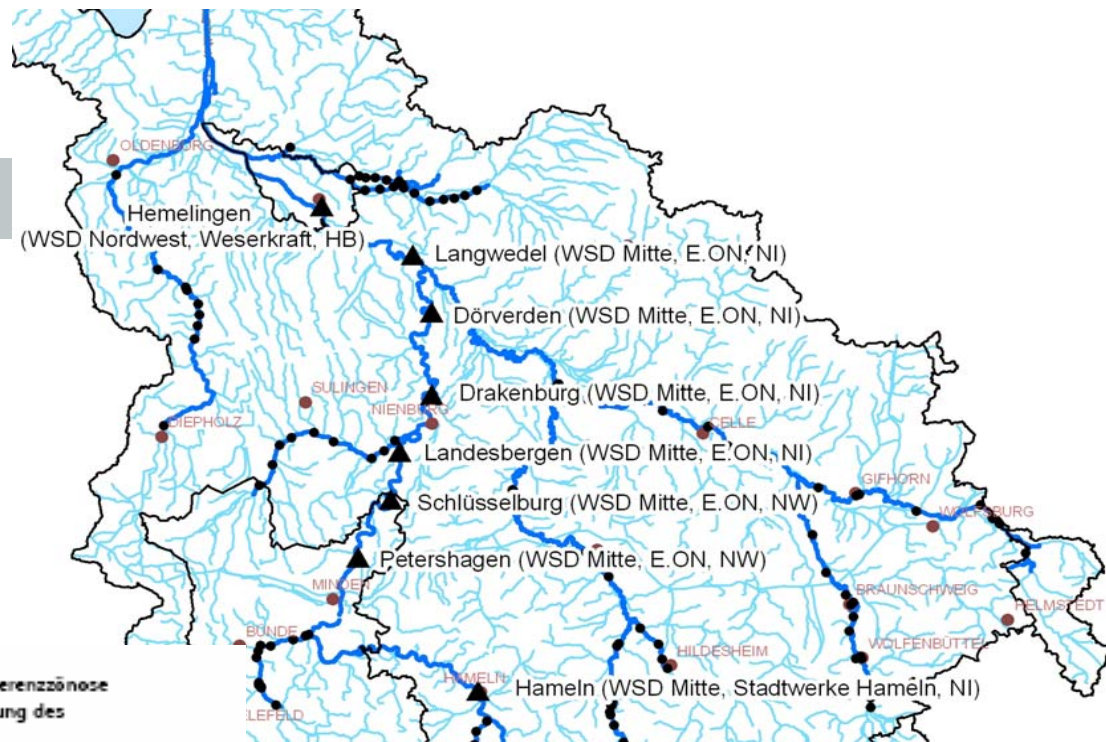 OLDENBURG
Hemelingen
(WSD Nordwest, Weserkraft, HB)
Langwedel (WSD Mitte, E.ON, NI)
Dörverden (WSD Mitte, E.ON, NI)
SULINGEN
Drakenburg (WSD Mitte, E.ON, NI)
NIENBURG
DIEPHOLZ
CELLE
Landesbergen (WSD Mitte, E.ON, NI)
GIFHORN
Schlüsselburg (WSD Mitte, E.ON, NW)
WOLFSBURG
Petershagen (WSD Mitte, E.ON, NW)
MINDEN
BRAUNSCHWEIG
HELMSTEDT
BÜNDE
WOLFENBÜTTEL
HILDESHEIM
HAMELN
Hameln (WSD Mitte, Stadtwerke Hameln, NI)
erenzzönose
ung des
LEFELD